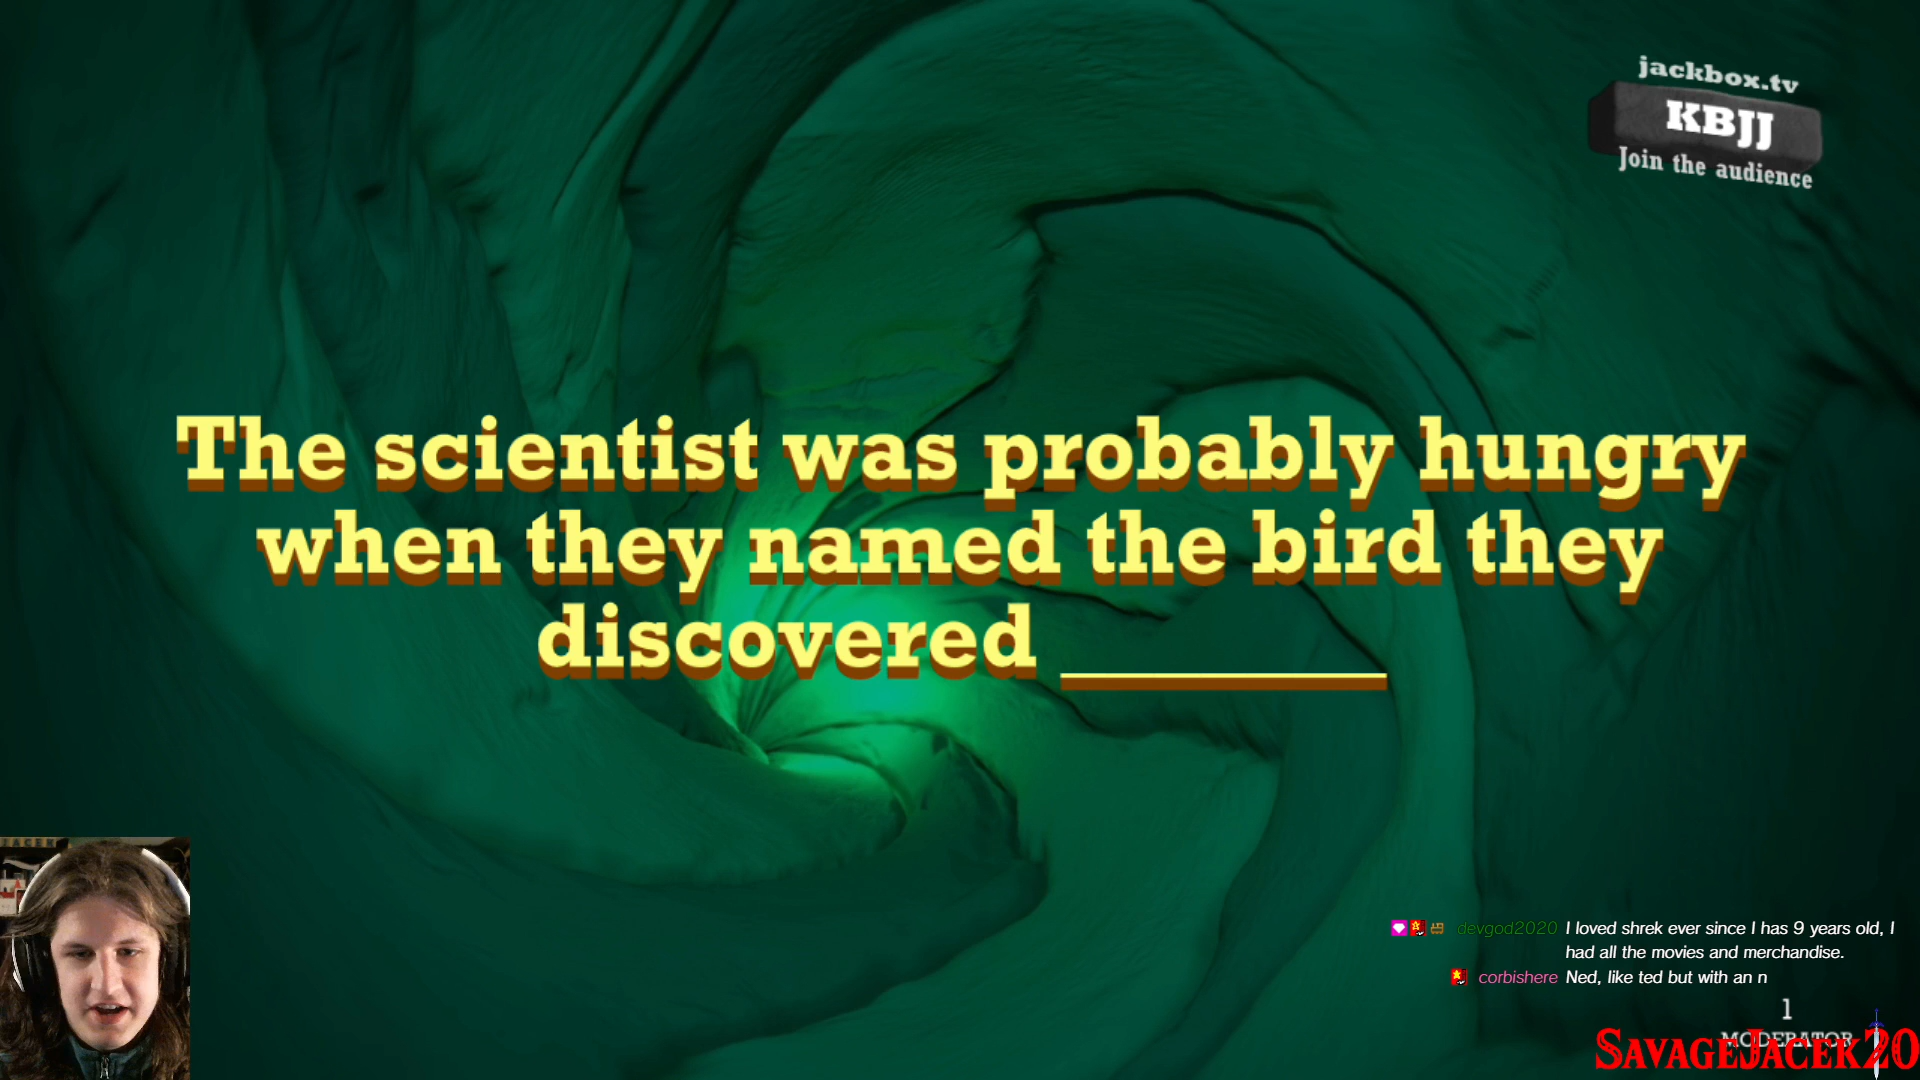 jackbox.tv
KBJJ
Join the audience
The scientist was probably hungry
when they named the bird they
discovered ________
JACEK
devgod2020 I loved shrek ever since I has 9 years old, I
had all the movies and merchandise.
corbishere Ned, like ted but with an n
1
MODERATOR
SAVAGEJACEK20